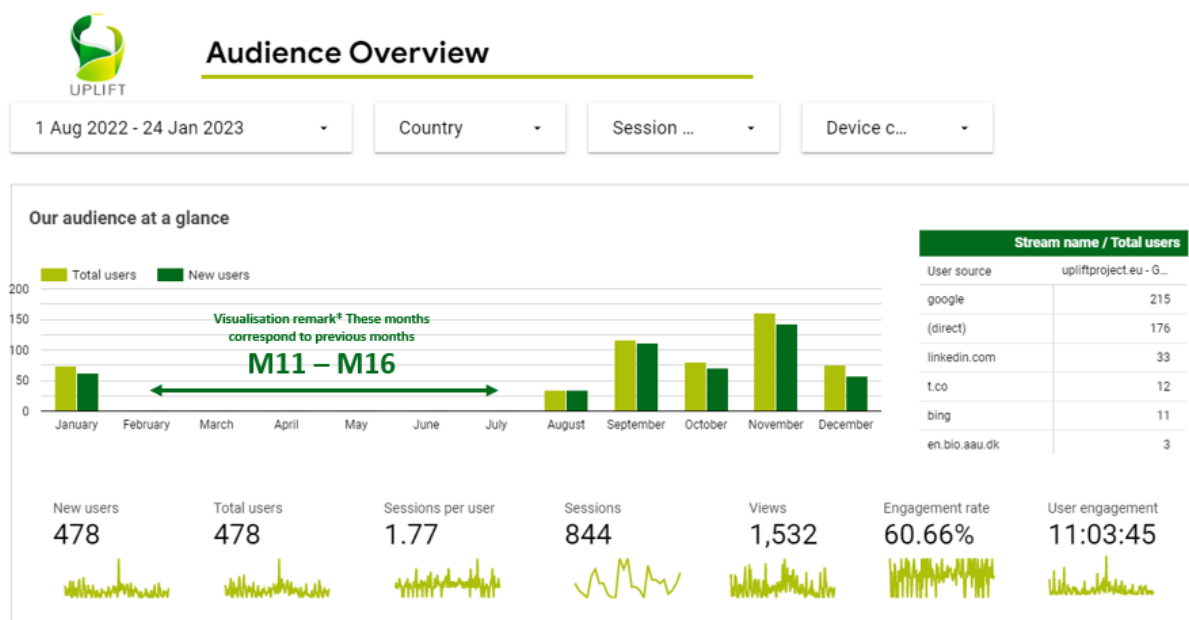 UPLIFT
Audience Overview
1 Aug 2022 - 24 Jan 2023
Country
Session ...
Device c...
Our audience at a glance
Total users
New users
200
150
100
50
0
Visualisation remark* These months
correspond to previous months
M11 – M16
January February March April May June July August September October November December
Stream name / Total users
User source upliftproject.eu - G...
google 215
(direct) 176
linkedin.com 33
t.co 12
bing 11
en.bio.aau.dk 3
New users Total users Sessions per user Sessions Views Engagement rate User engagement
478 478 1.77 844 1,532 60.66% 11:03:45